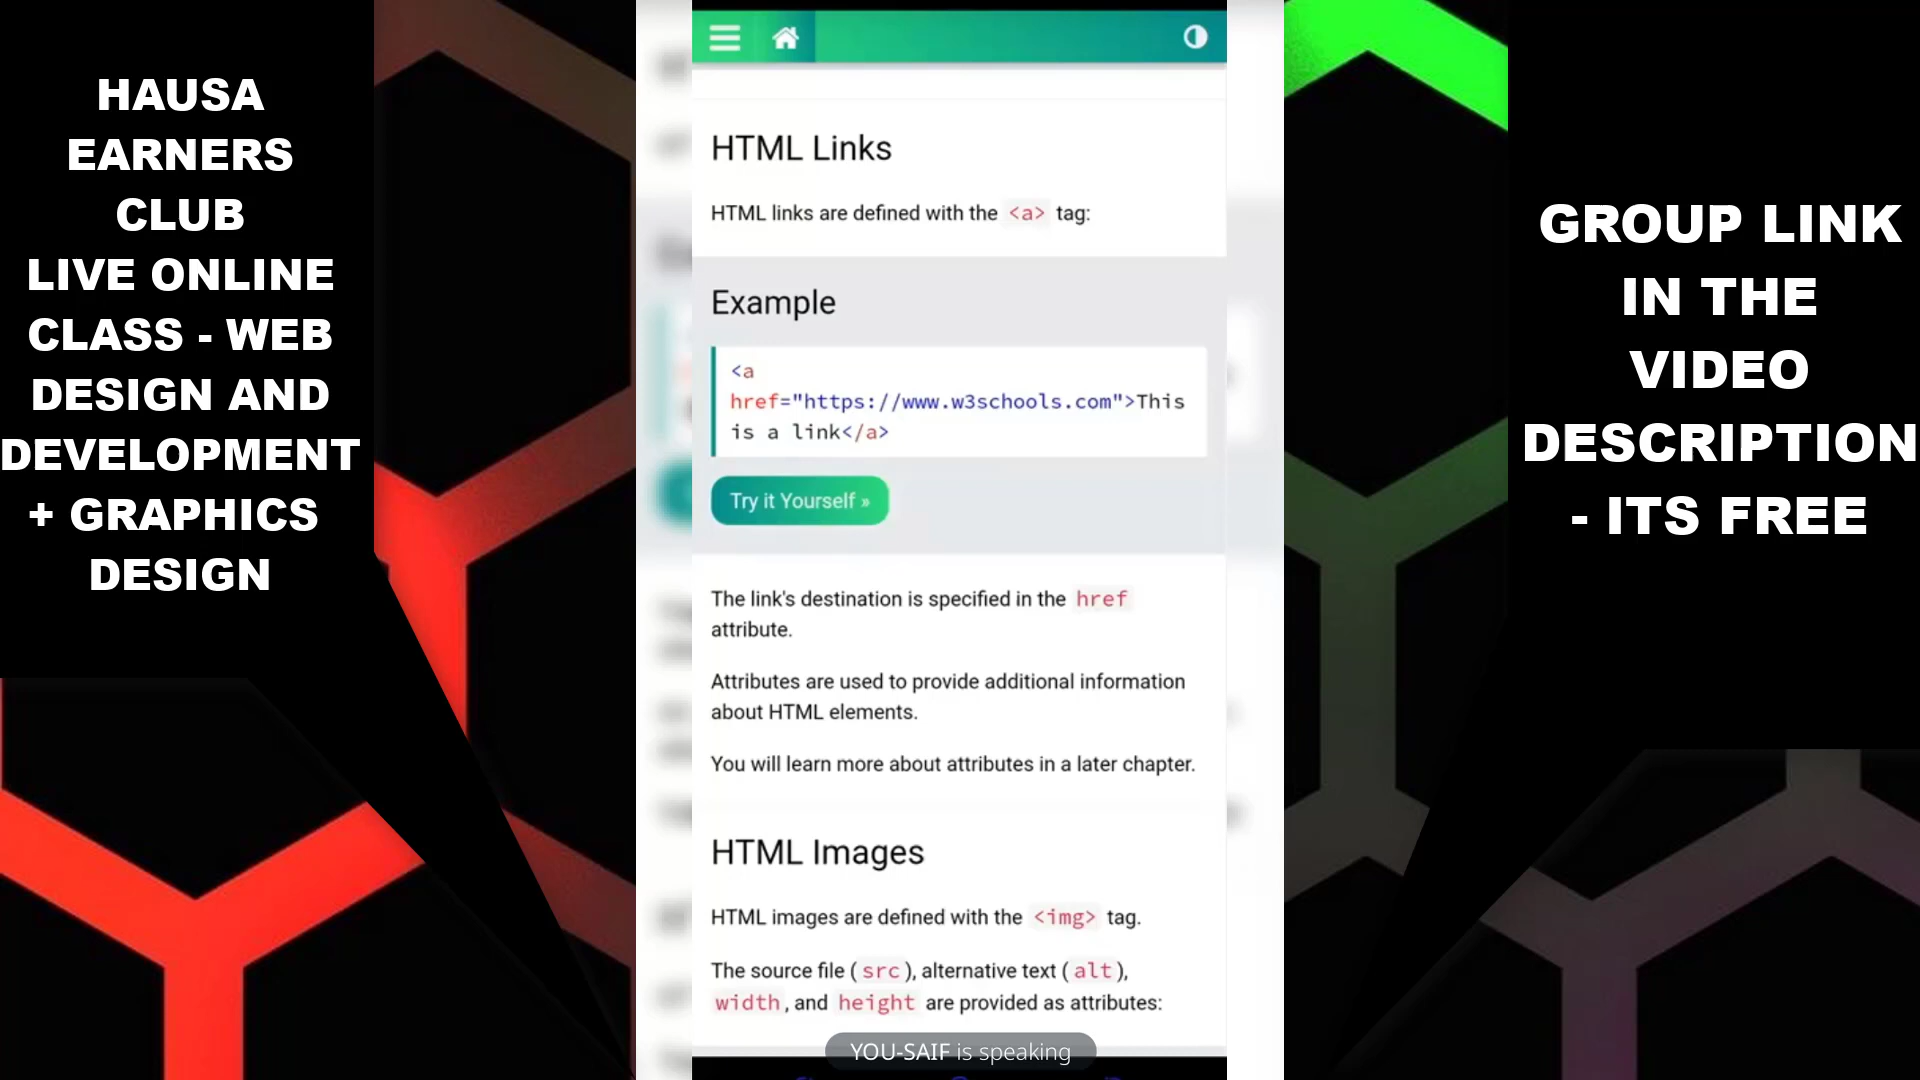 HAUSA
EARNERS
CLUB
LIVE ONLINE
CLASS - WEB
DESIGN AND
DEVELOPMENT
+ GRAPHICS
DESIGN
HTML Links
HTML links are defined with the <a> tag:
Example
<a
href="https://www.w3schools.com">This
is a link</a>
Try it Yourself »
The link's destination is specified in the href
attribute.
Attributes are used to provide additional information
about HTML elements.
You will learn more about attributes in a later chapter.
HTML Images
HTML images are defined with the <img> tag.
The source file (src), alternative text (alt),
width, and height are provided as attributes:
YOU-SAIF is speaking
GROUP LINK
IN THE
VIDEO
DESCRIPTION
- ITS FREE